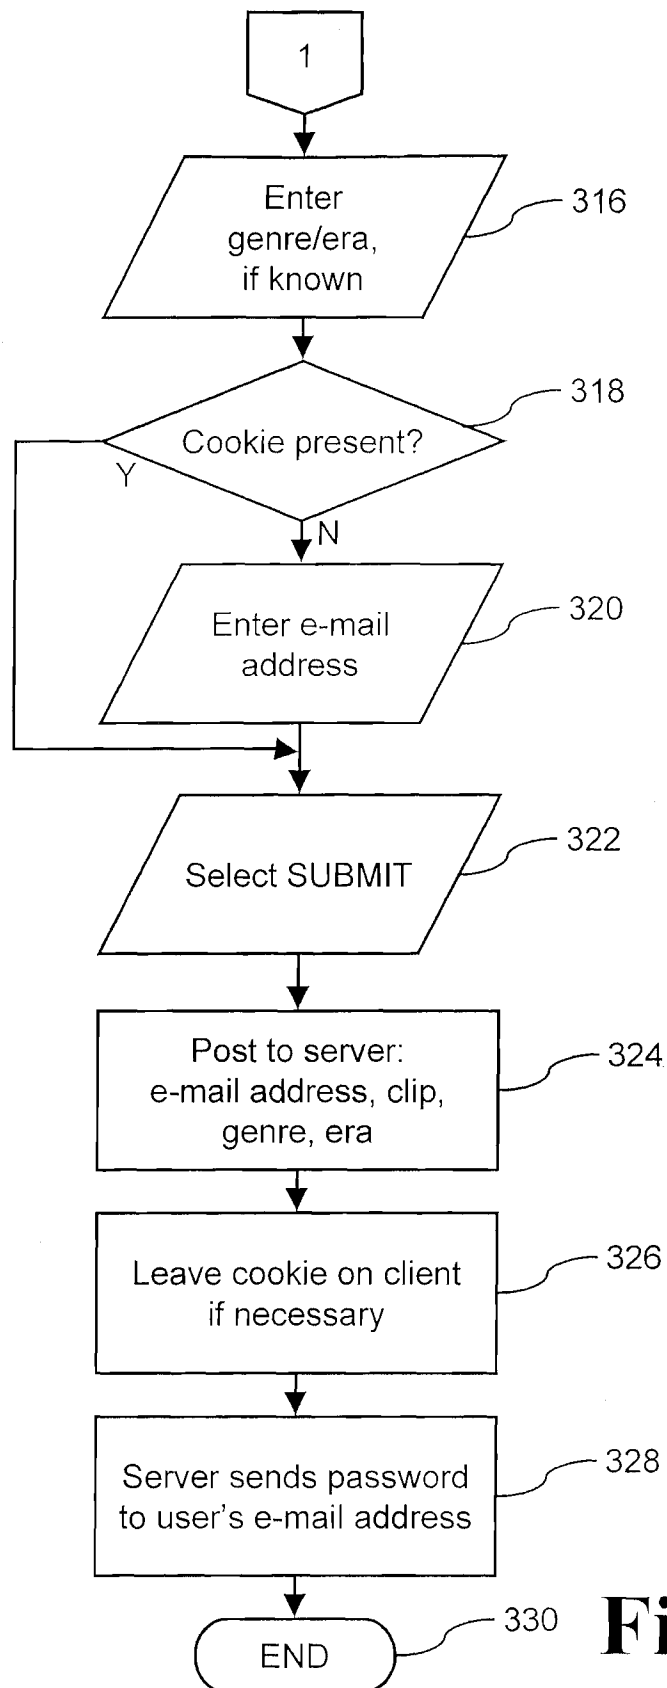 1
Enter
genre/era,
if known
316
Cookie present?
318
Y
N
Enter e-mail
address
320
Select SUBMIT
322
Post to server:
e-mail address, clip,
genre, era
324
Leave cookie on client
if necessary
326
Server sends password
to user's e-mail address
328
END
330
Fi